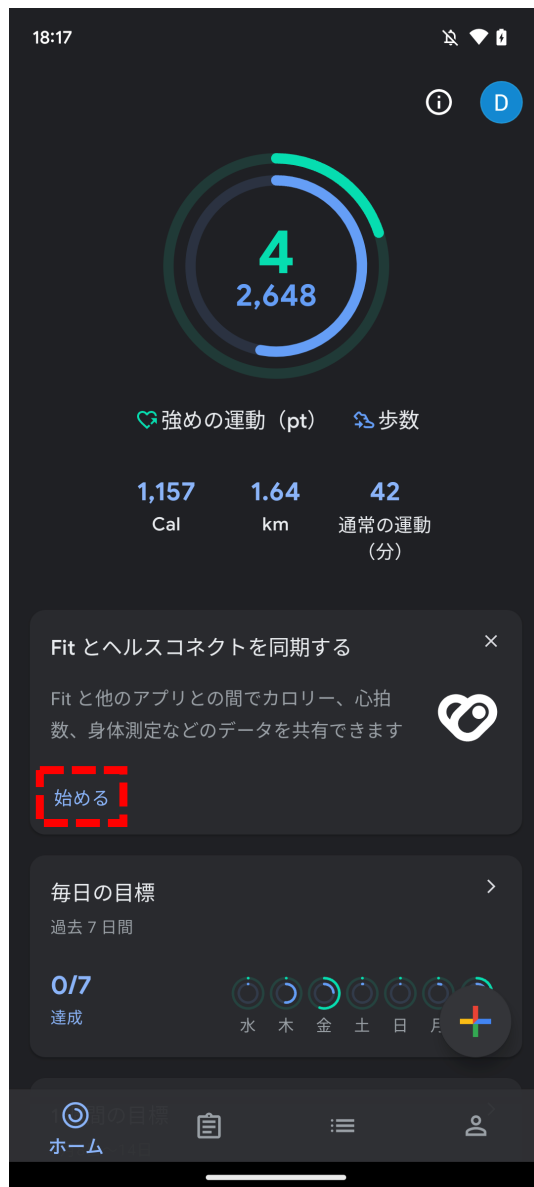 18:17
D
4
2,648
強めの運動（pt） 歩数
1,157 1.64 42
Cal km 通常の運動
（分）
Fit とヘルスコネクトを同期する
Fit と他のアプリとの間でカロリー、心拍
数、身体測定などのデータを共有できます
始める
毎日の目標
過去 7 日間
0/7
達成
水 木 金 土 日 月
ホーム